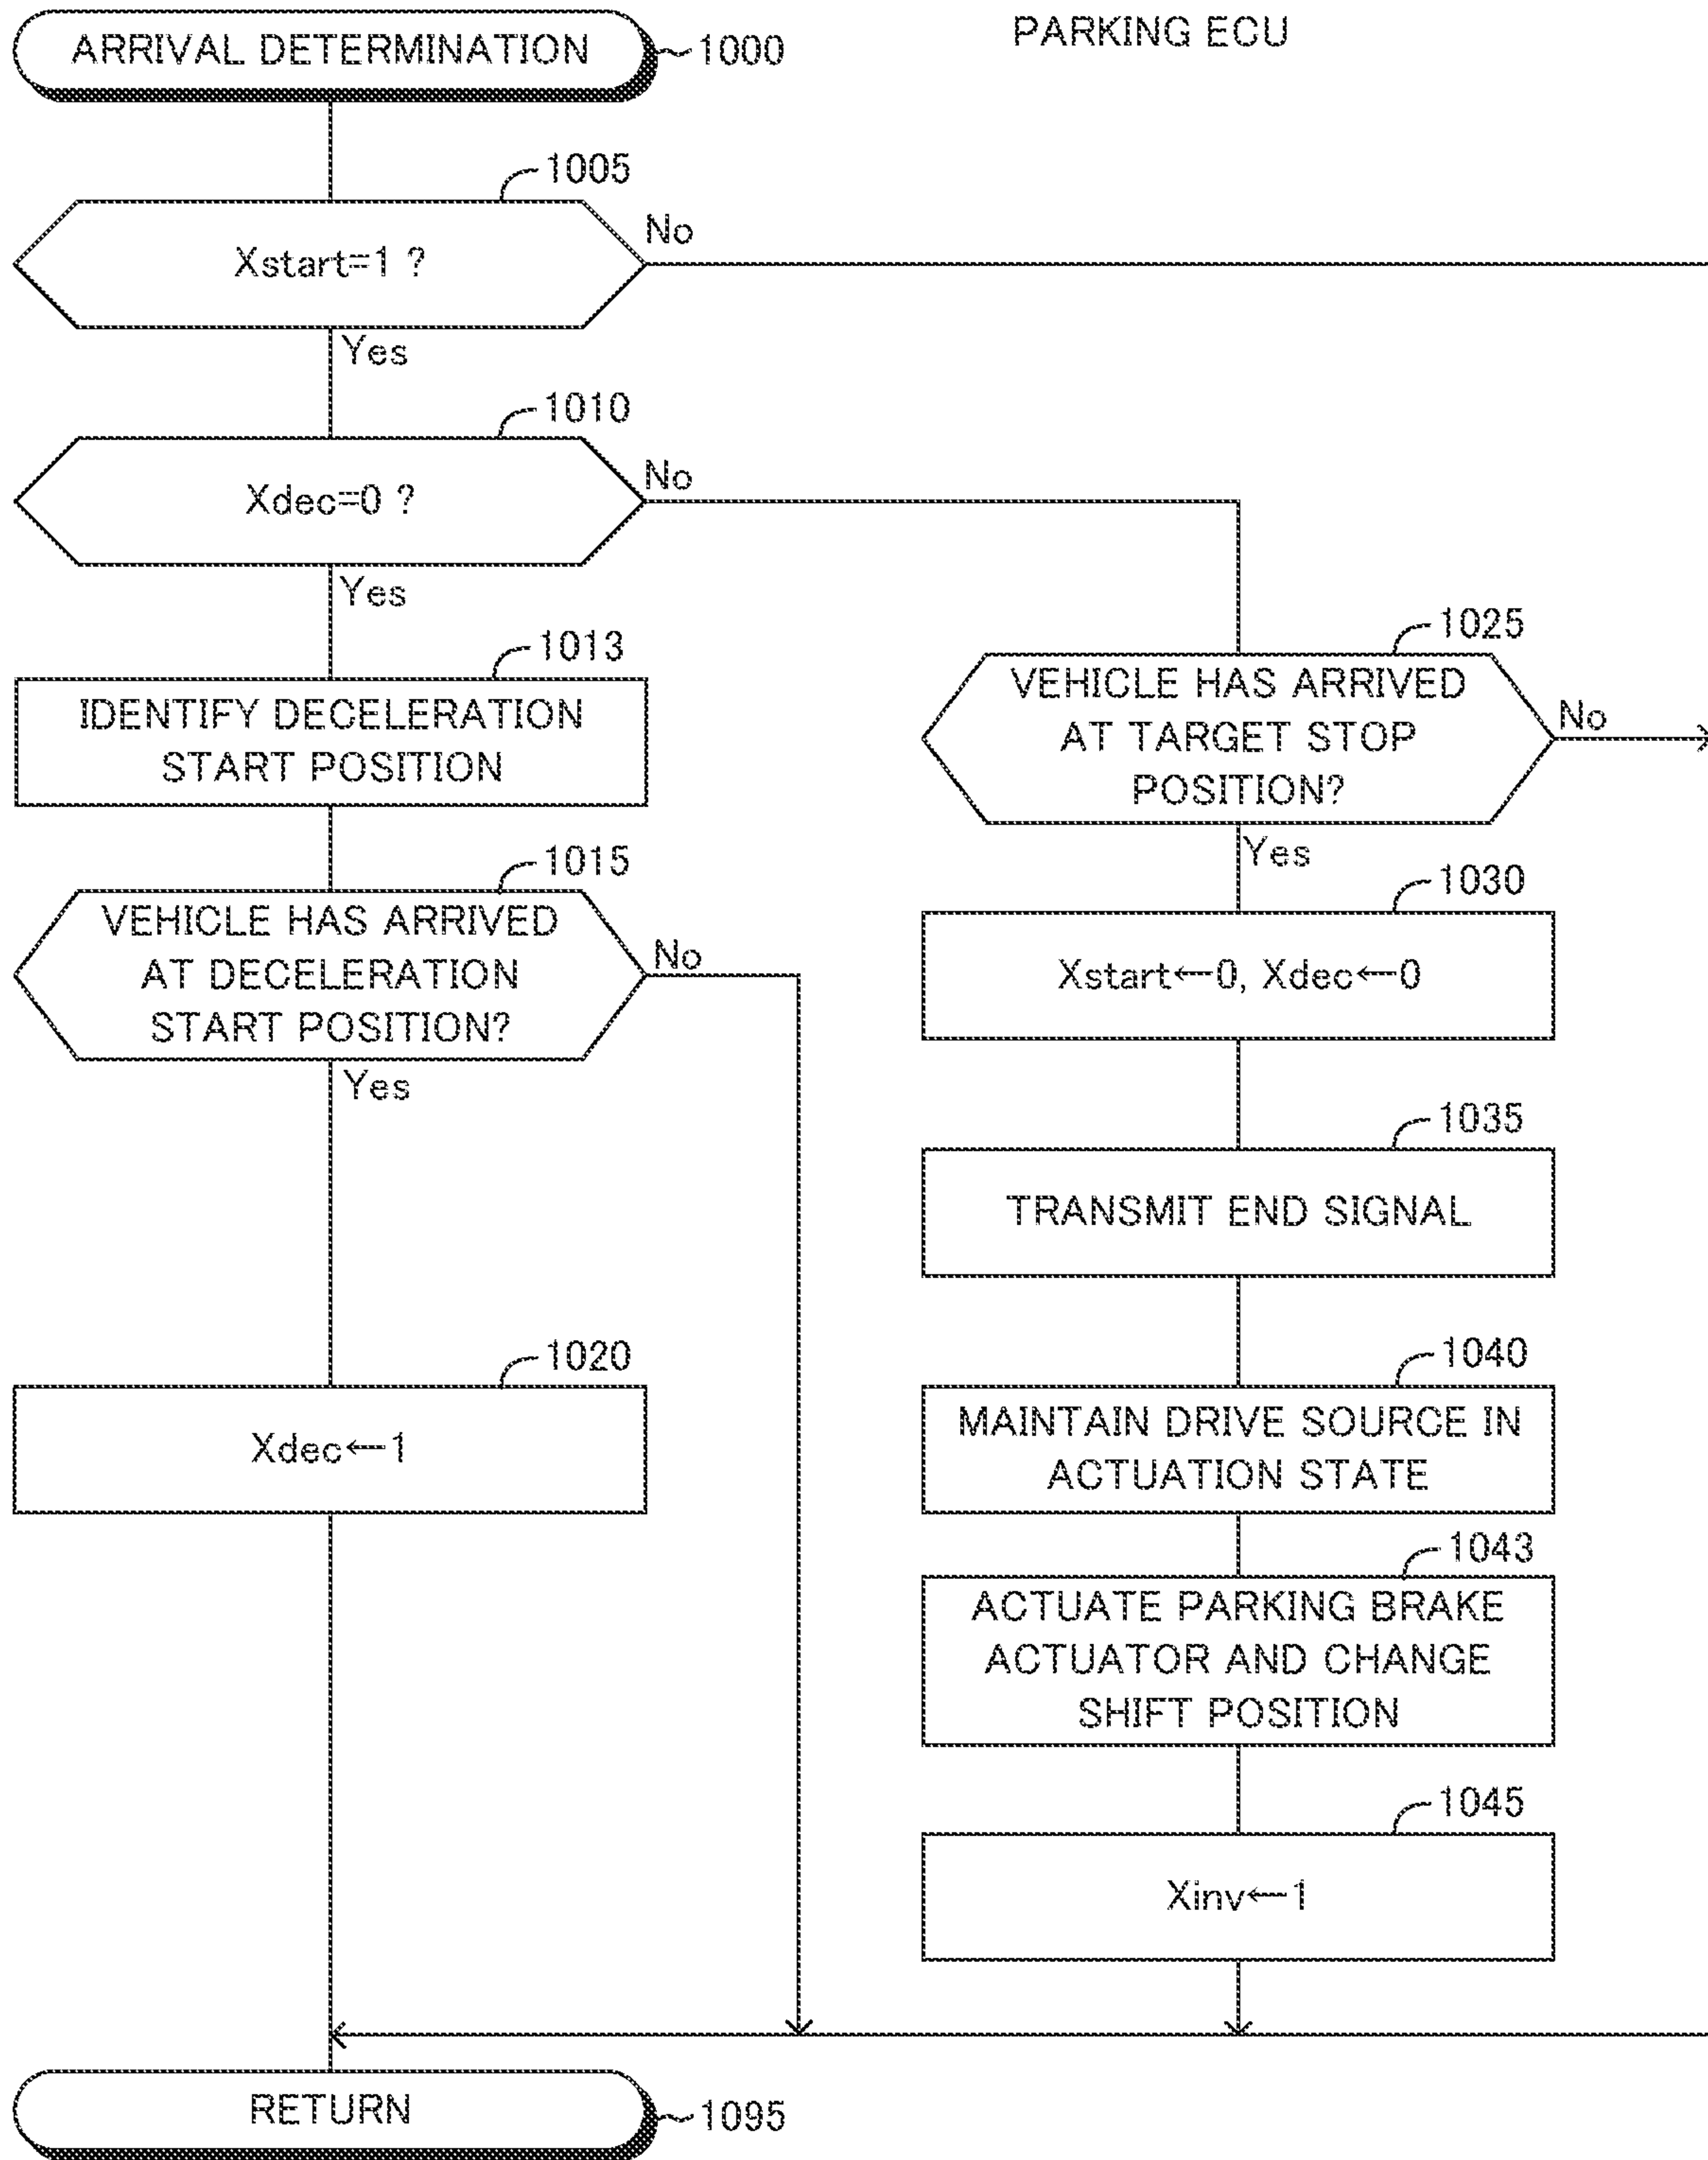 PARKING ECU
ARRIVAL DETERMINATION
1000
1005
Xstart=1 ?
No
Yes
1010
Xdec=0 ?
No
Yes
1013
IDENTIFY DECELERATION
START POSITION
1015
VEHICLE HAS ARRIVED
AT DECELERATION
START POSITION?
No
Yes
1020
Xdec←1
1025
VEHICLE HAS ARRIVED
AT TARGET STOP
POSITION?
No
Yes
1030
Xstart←0, Xdec←0
1035
TRANSMIT END SIGNAL
1040
MAINTAIN DRIVE SOURCE IN
ACTUATION STATE
1043
ACTUATE PARKING BRAKE
ACTUATOR AND CHANGE
SHIFT POSITION
1045
Xinv←1
RETURN
1095